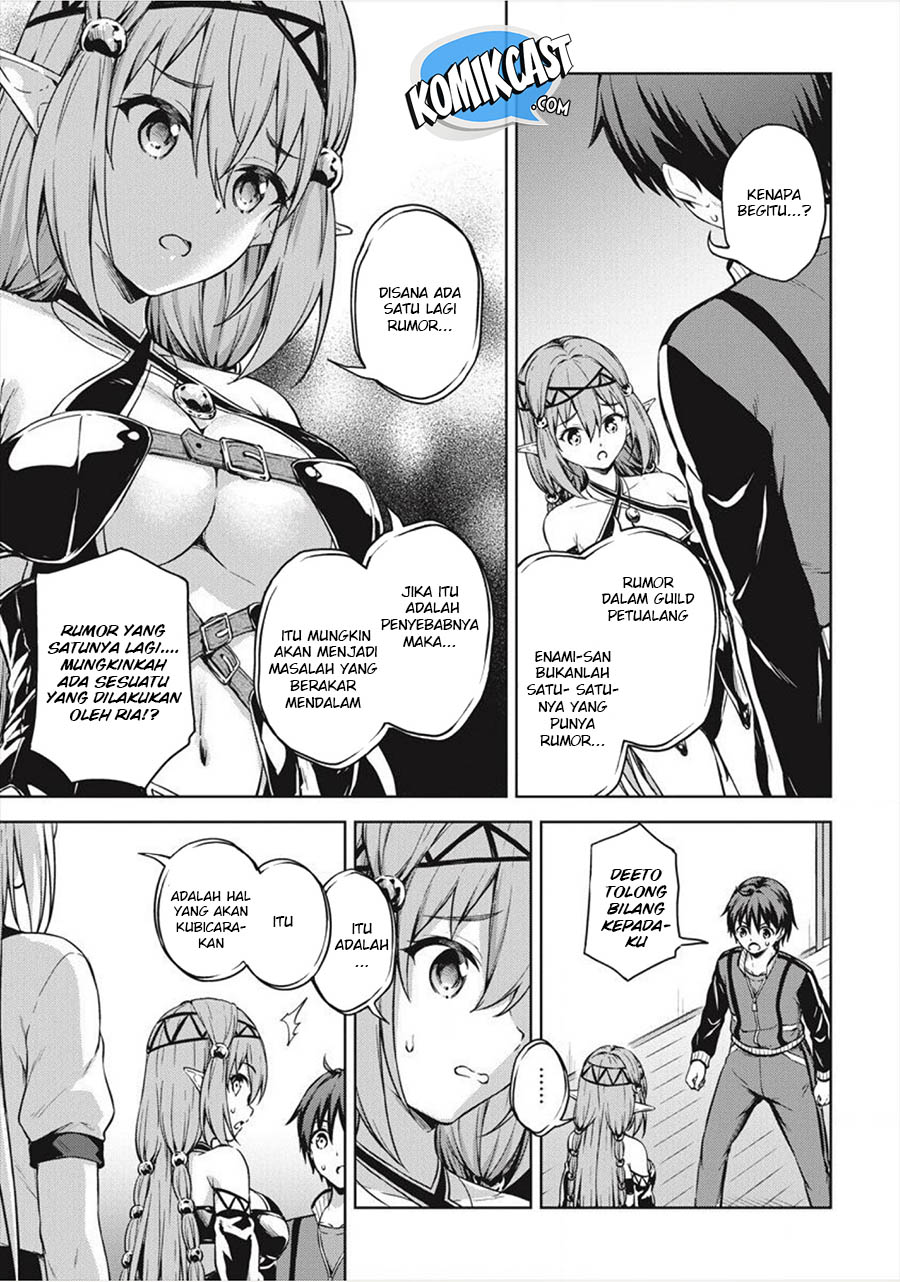 KOMIKCAST
.COM
KENAPA
BEGITU...?
RUMOR
DALAM GUILD
PETUALANG
ENAMI-SAN
BUKANLAH
SATU- SATU-
NYA YANG
PUNYA
RUMOR...
DISANA ADA
SATU LAGI
RUMOR...
JIKA ITU
ADALAH
PENYEBABNYA
MAKA...
ITU MUNGKIN
AKAN MENJADI
MASALAH YANG
BERAKAR
MENDALAM
RUMOR YANG
SATUNYA LAGI....
MUNGKINKAH
ADA SESUATU
YANG DILAKUKAN
OLEH RIA!?
DEETO
TOLONG
BILANG
KEPADA-
KU
......
ITU
ADALAH
...
ITU
ADALAH HAL
YANG AKAN
KUBICARA-
KAN